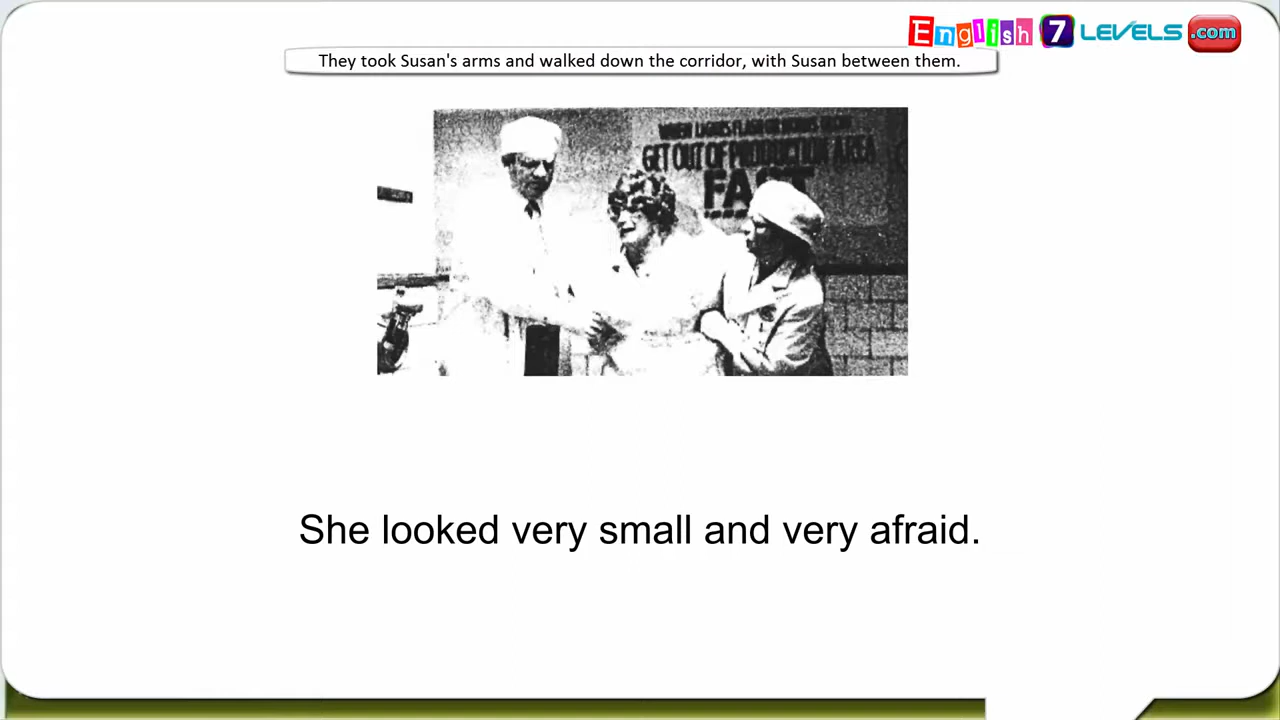 English 7 LEVELS .com
They took Susan's arms and walked down the corridor, with Susan between them.
GET OUT OF PRODUCTION AREA
She looked very small and very afraid.